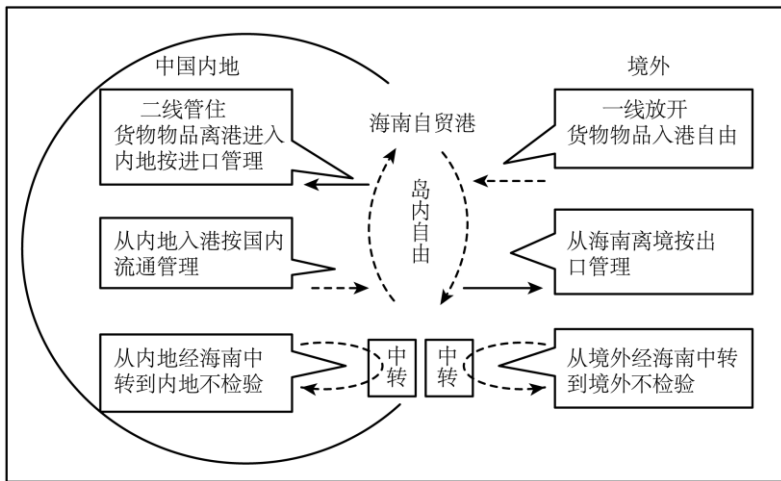 中国内地
境外
二线管住
货物物品离港进入
内地按进口管理
海南自贸港
一线放开
货物物品入港自由
岛内自由
从内地入港按国内
流通管理
从海南离境按出
口管理
从内地经海南中
转到内地不检验
中转
中转
从境外经海南中转
到境外不检验